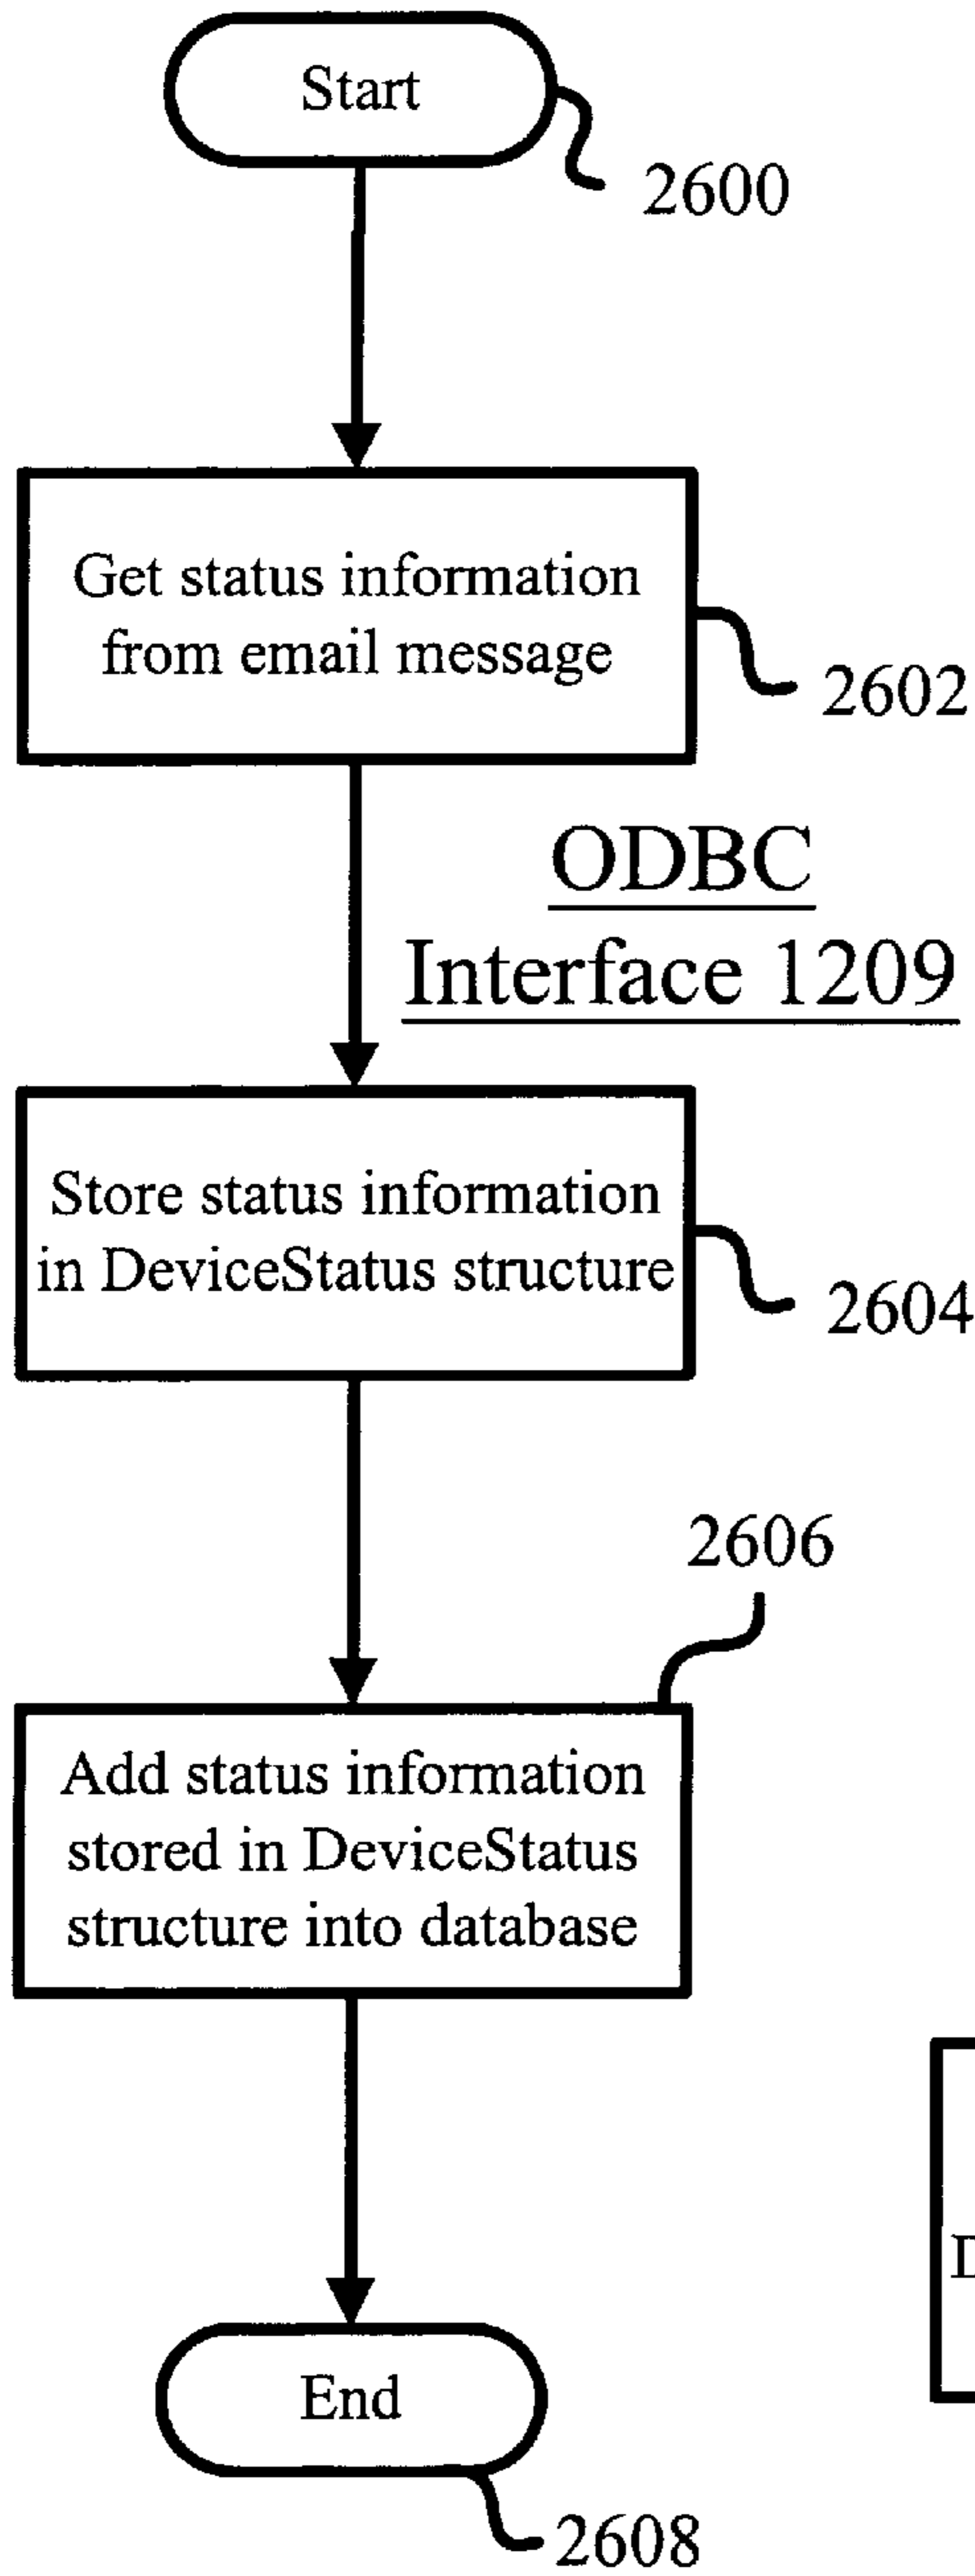 Start
2600
Get status information
from email message
2602
ODBC
Interface 1209
Store status information
in DeviceStatus structure
2604
2606
Add status information
stored in DeviceStatus
structure into database
End
2608